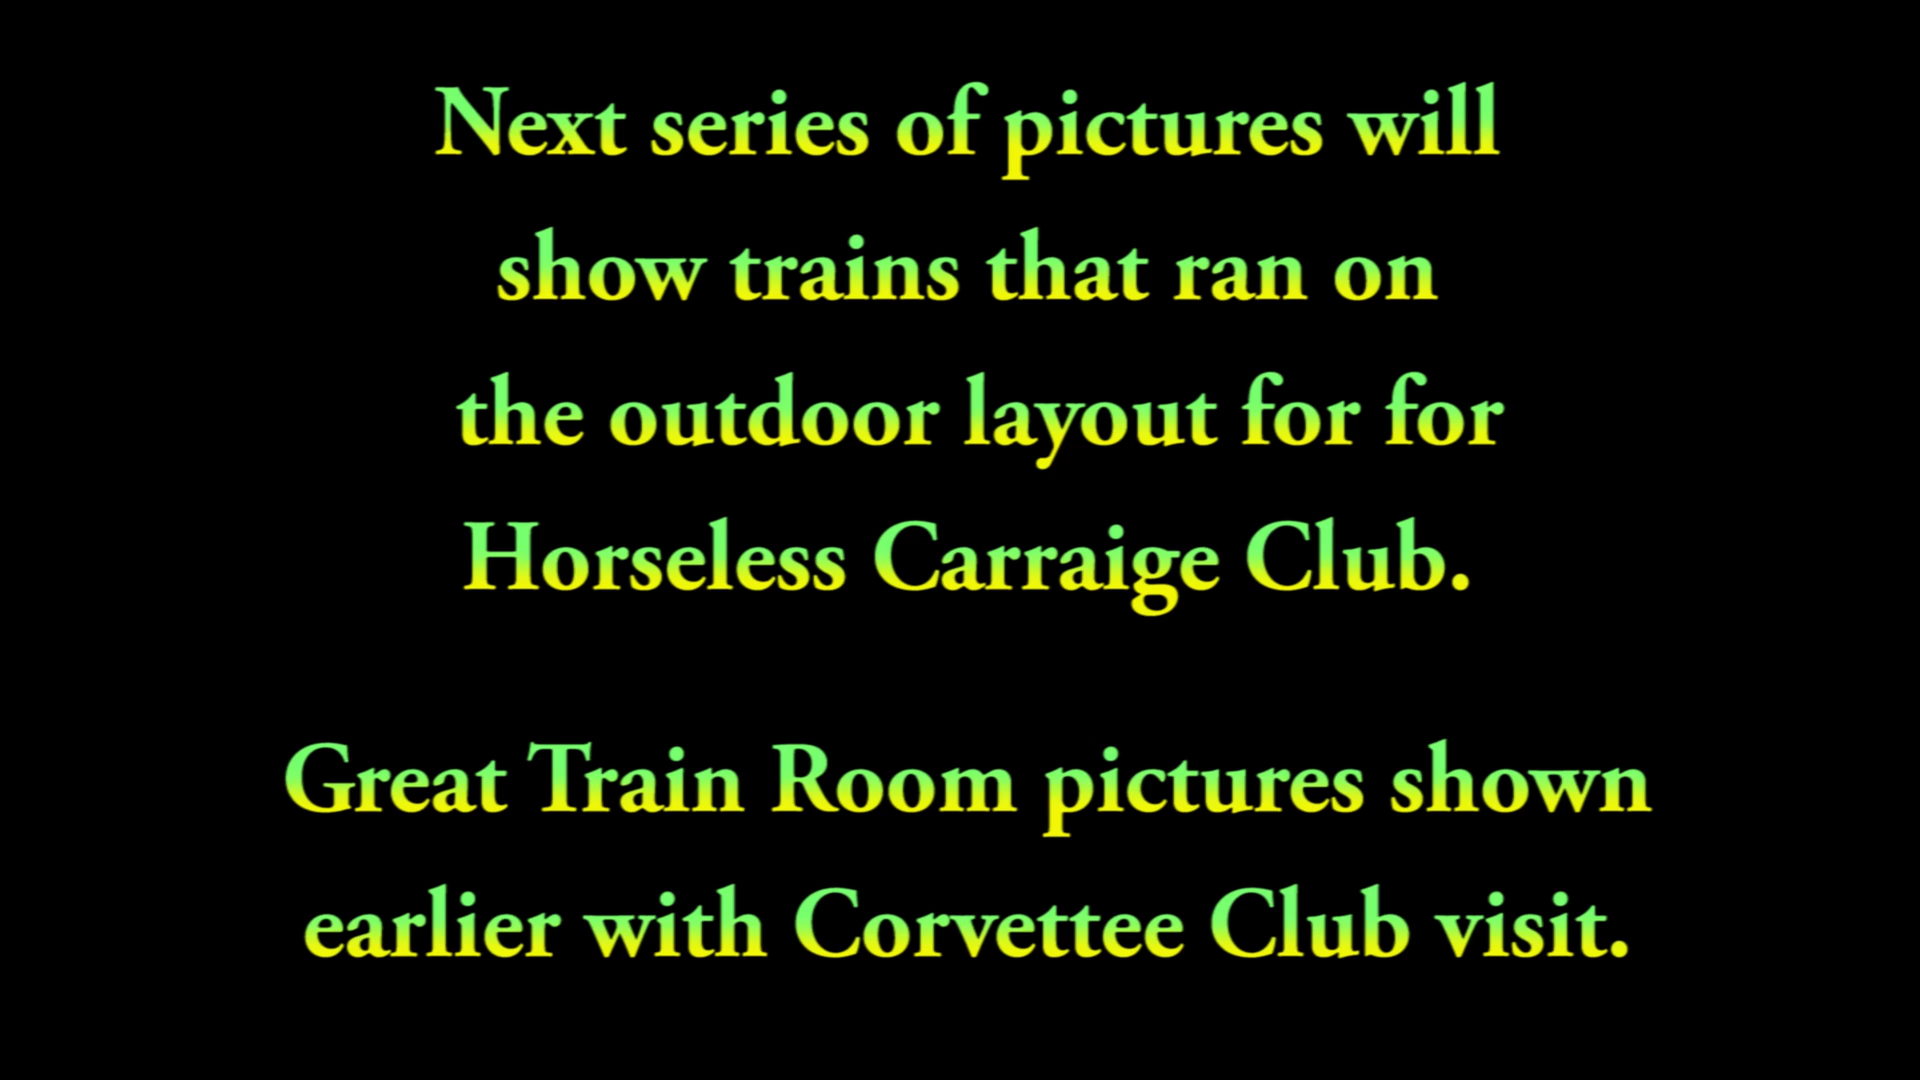 Next series of pictures will
show trains that ran on
the outdoor layout for for
Horseless Carraige Club.
Great Train Room pictures shown
earlier with Corvettee Club visit.